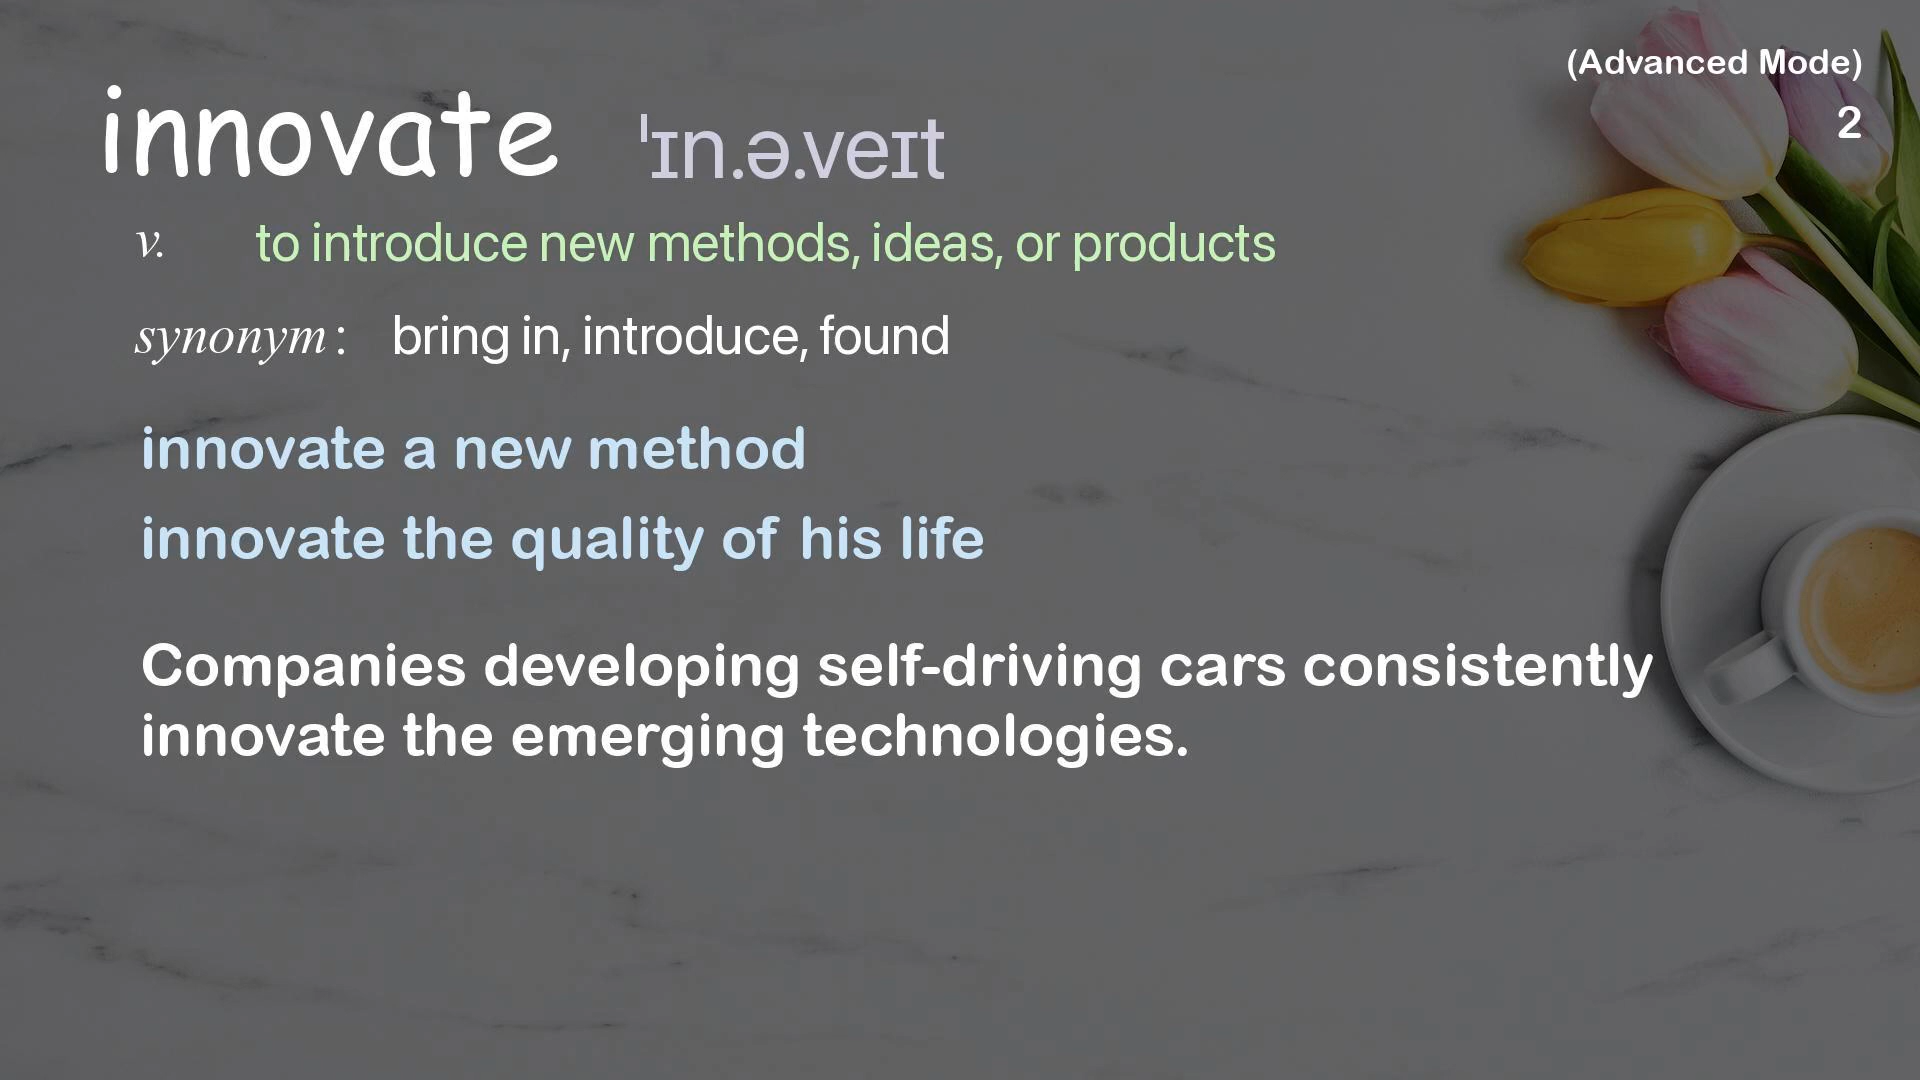 (Advanced Mode)
2
innovate ˈɪn.ə.veɪt
v. to introduce new methods, ideas, or products
synonym: bring in, introduce, found
innovate a new method
innovate the quality of his life
Companies developing self-driving cars consistently
innovate the emerging technologies.